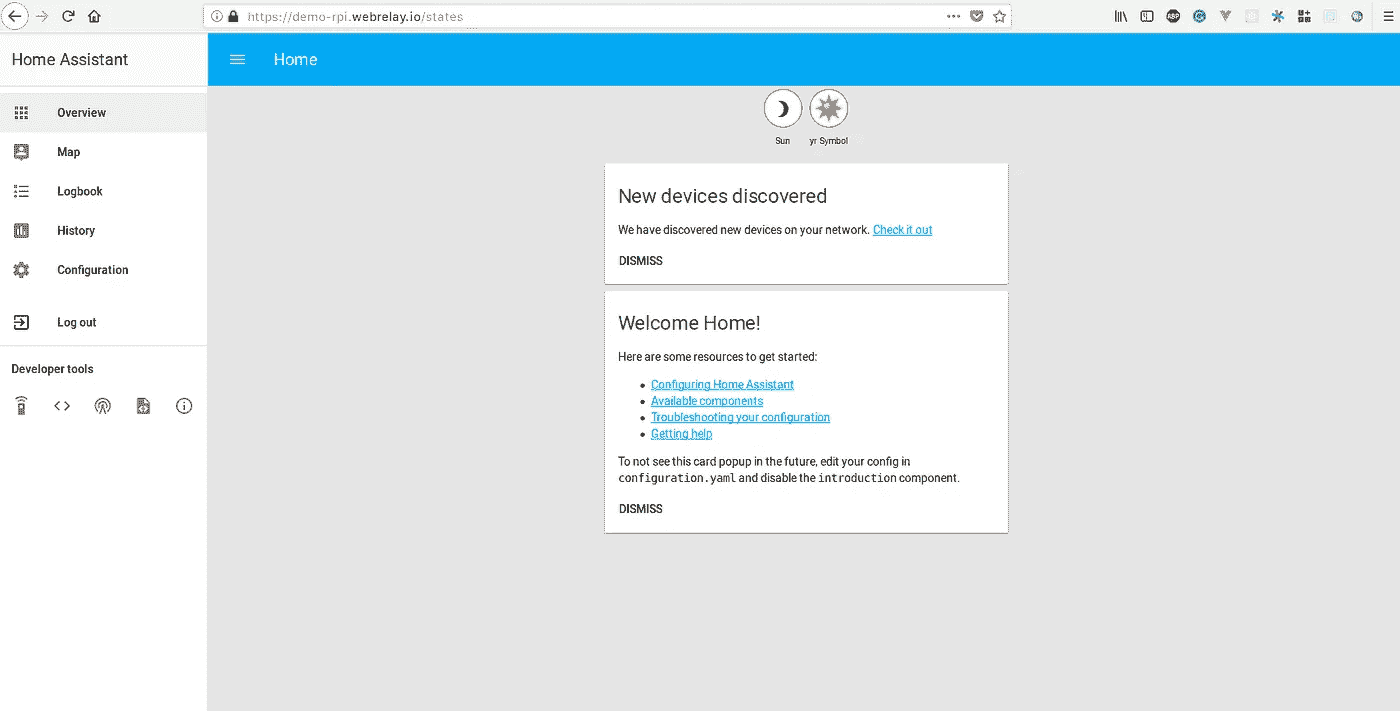 https://demo-rpi.webrelay.io/states
ABP
Home Assistant
Home
Overview
Map
Logbook
History
Configuration
Log out
Developer tools
Sun
yr Symbol
New devices discovered
We have discovered new devices on your network. Check it out
DISMISS
Welcome Home!
Here are some resources to get started:
Configuring Home Assistant
Available components
Troubleshooting your configuration
Getting help
To not see this card popup in the future, edit your config in
configuration.yaml and disable the introduction component.
DISMISS